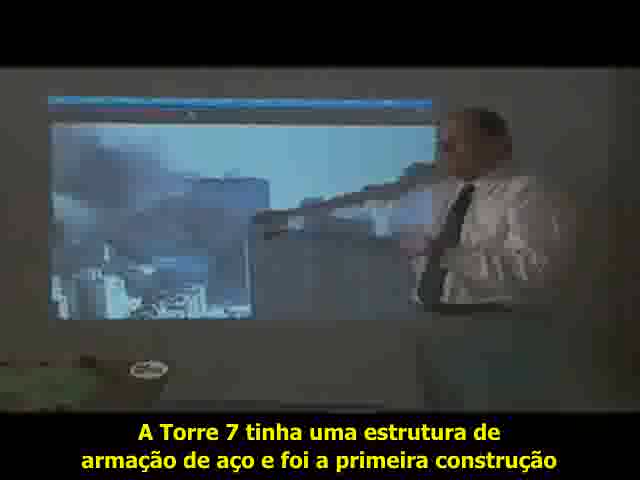 A Torre 7 tinha uma estrutura de
armação de aço e foi a primeira construção